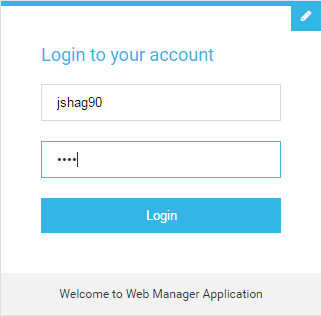 Login to your account
jshag90
••••
Login
Welcome to Web Manager Application